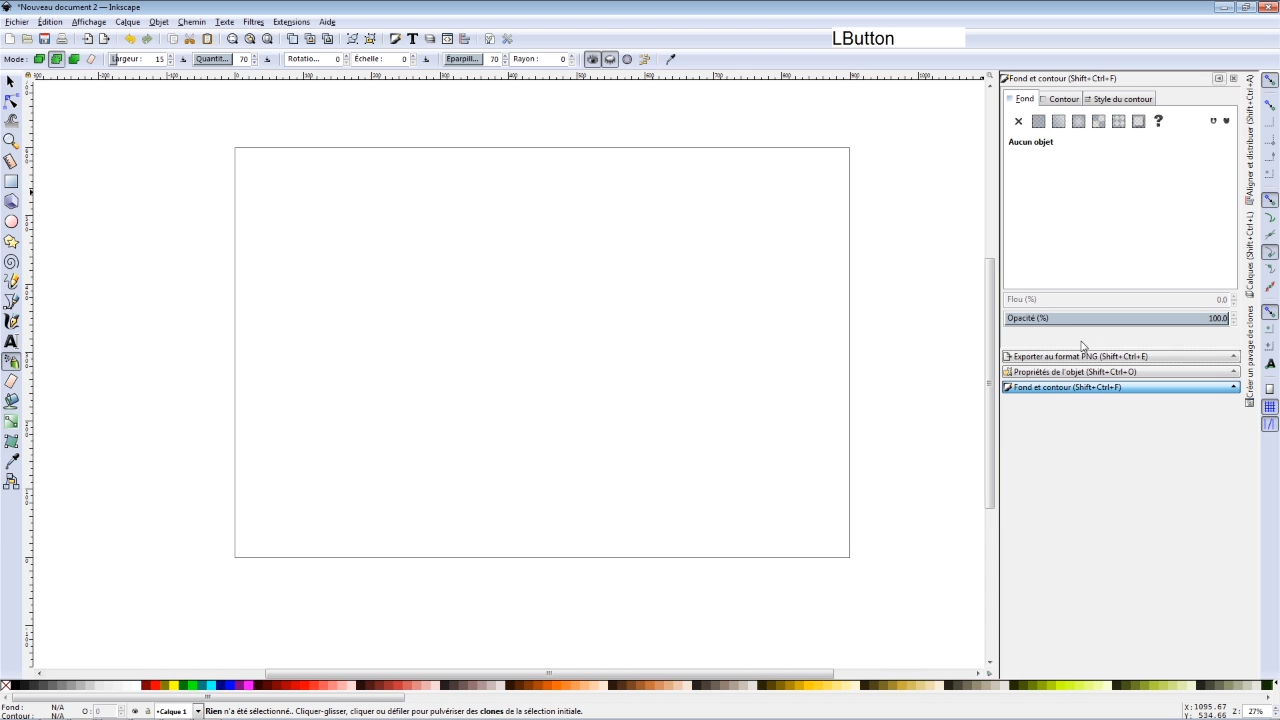 *Nouveau document 2 — Inkscape
Fichier Édition Affichage Calque Objet Chemin Texte Filtres Extensions Aide
LButton
Mode : Largeur : 15 Quantit... 70 Rotatio... 0 Échelle : 0 Éparpill... 70 Rayon : 0
Fond et contour (Shift+Ctrl+F)
Fond Contour Style du contour
Aucun objet
Flou (%) 0.0
Opacité (%) 100.0
Exporter au format PNG (Shift+Ctrl+E)
Propriétés de l'objet (Shift+Ctrl+O)
Fond et contour (Shift+Ctrl+F)
Aligner et distribuer (Shift+Ctrl+A)
Calques (Shift+Ctrl+L)
Créer un pavage de clones
Fond : N/A
Contour : N/A
O : 0
•Calque 1
Rien n'a été sélectionné.. Cliquer-glisser, cliquer ou défiler pour pulvériser des clones de la sélection initiale.
X: 1095.67
Y: 534.66
Z: 27%